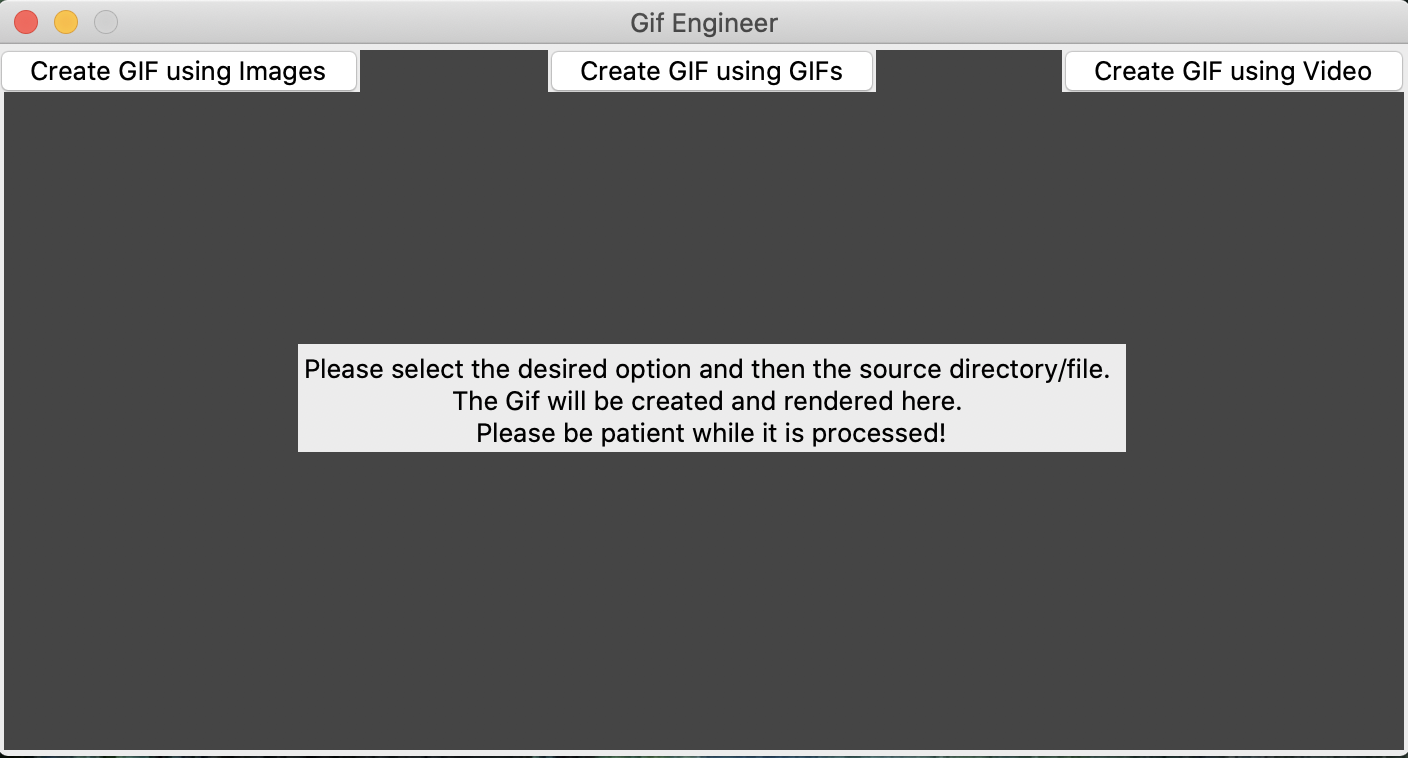 Gif Engineer
Create GIF using Images
Create GIF using GIFs
Create GIF using Video
Please select the desired option and then the source directory/file.
The Gif will be created and rendered here.
Please be patient while it is processed!